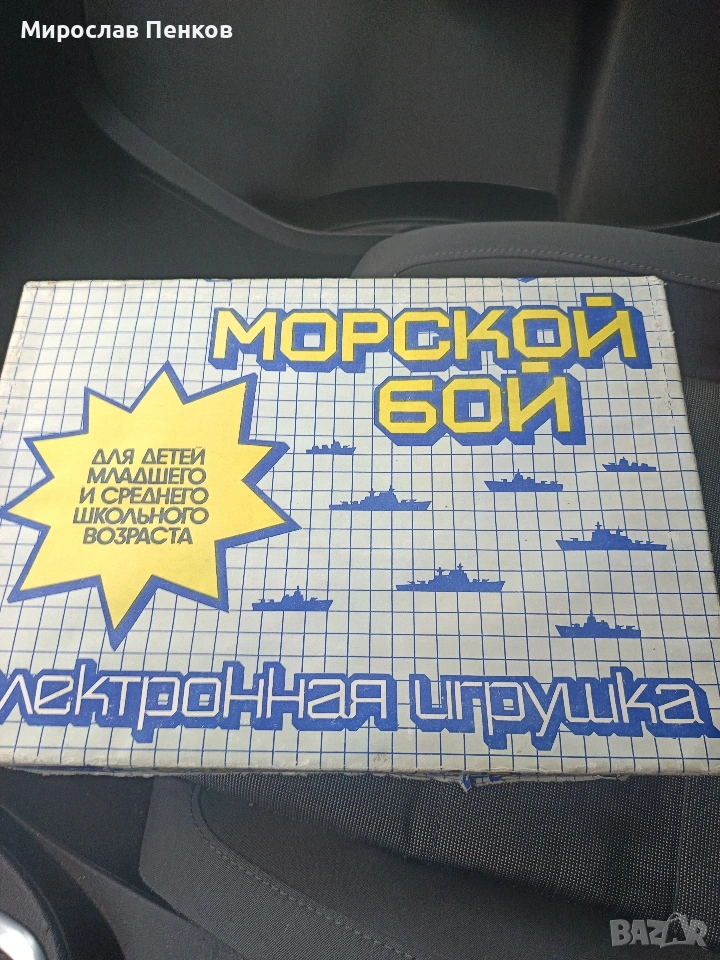 Мирослав Пенков
МОРСКОЙ
БОЙ
ДЛЯ ДЕТЕЙ
МЛАДШЕГО
И СРЕДНЕГО
ШКОЛЬНОГО
ВОЗРАСТА
лектронная игрушка
BAZAR